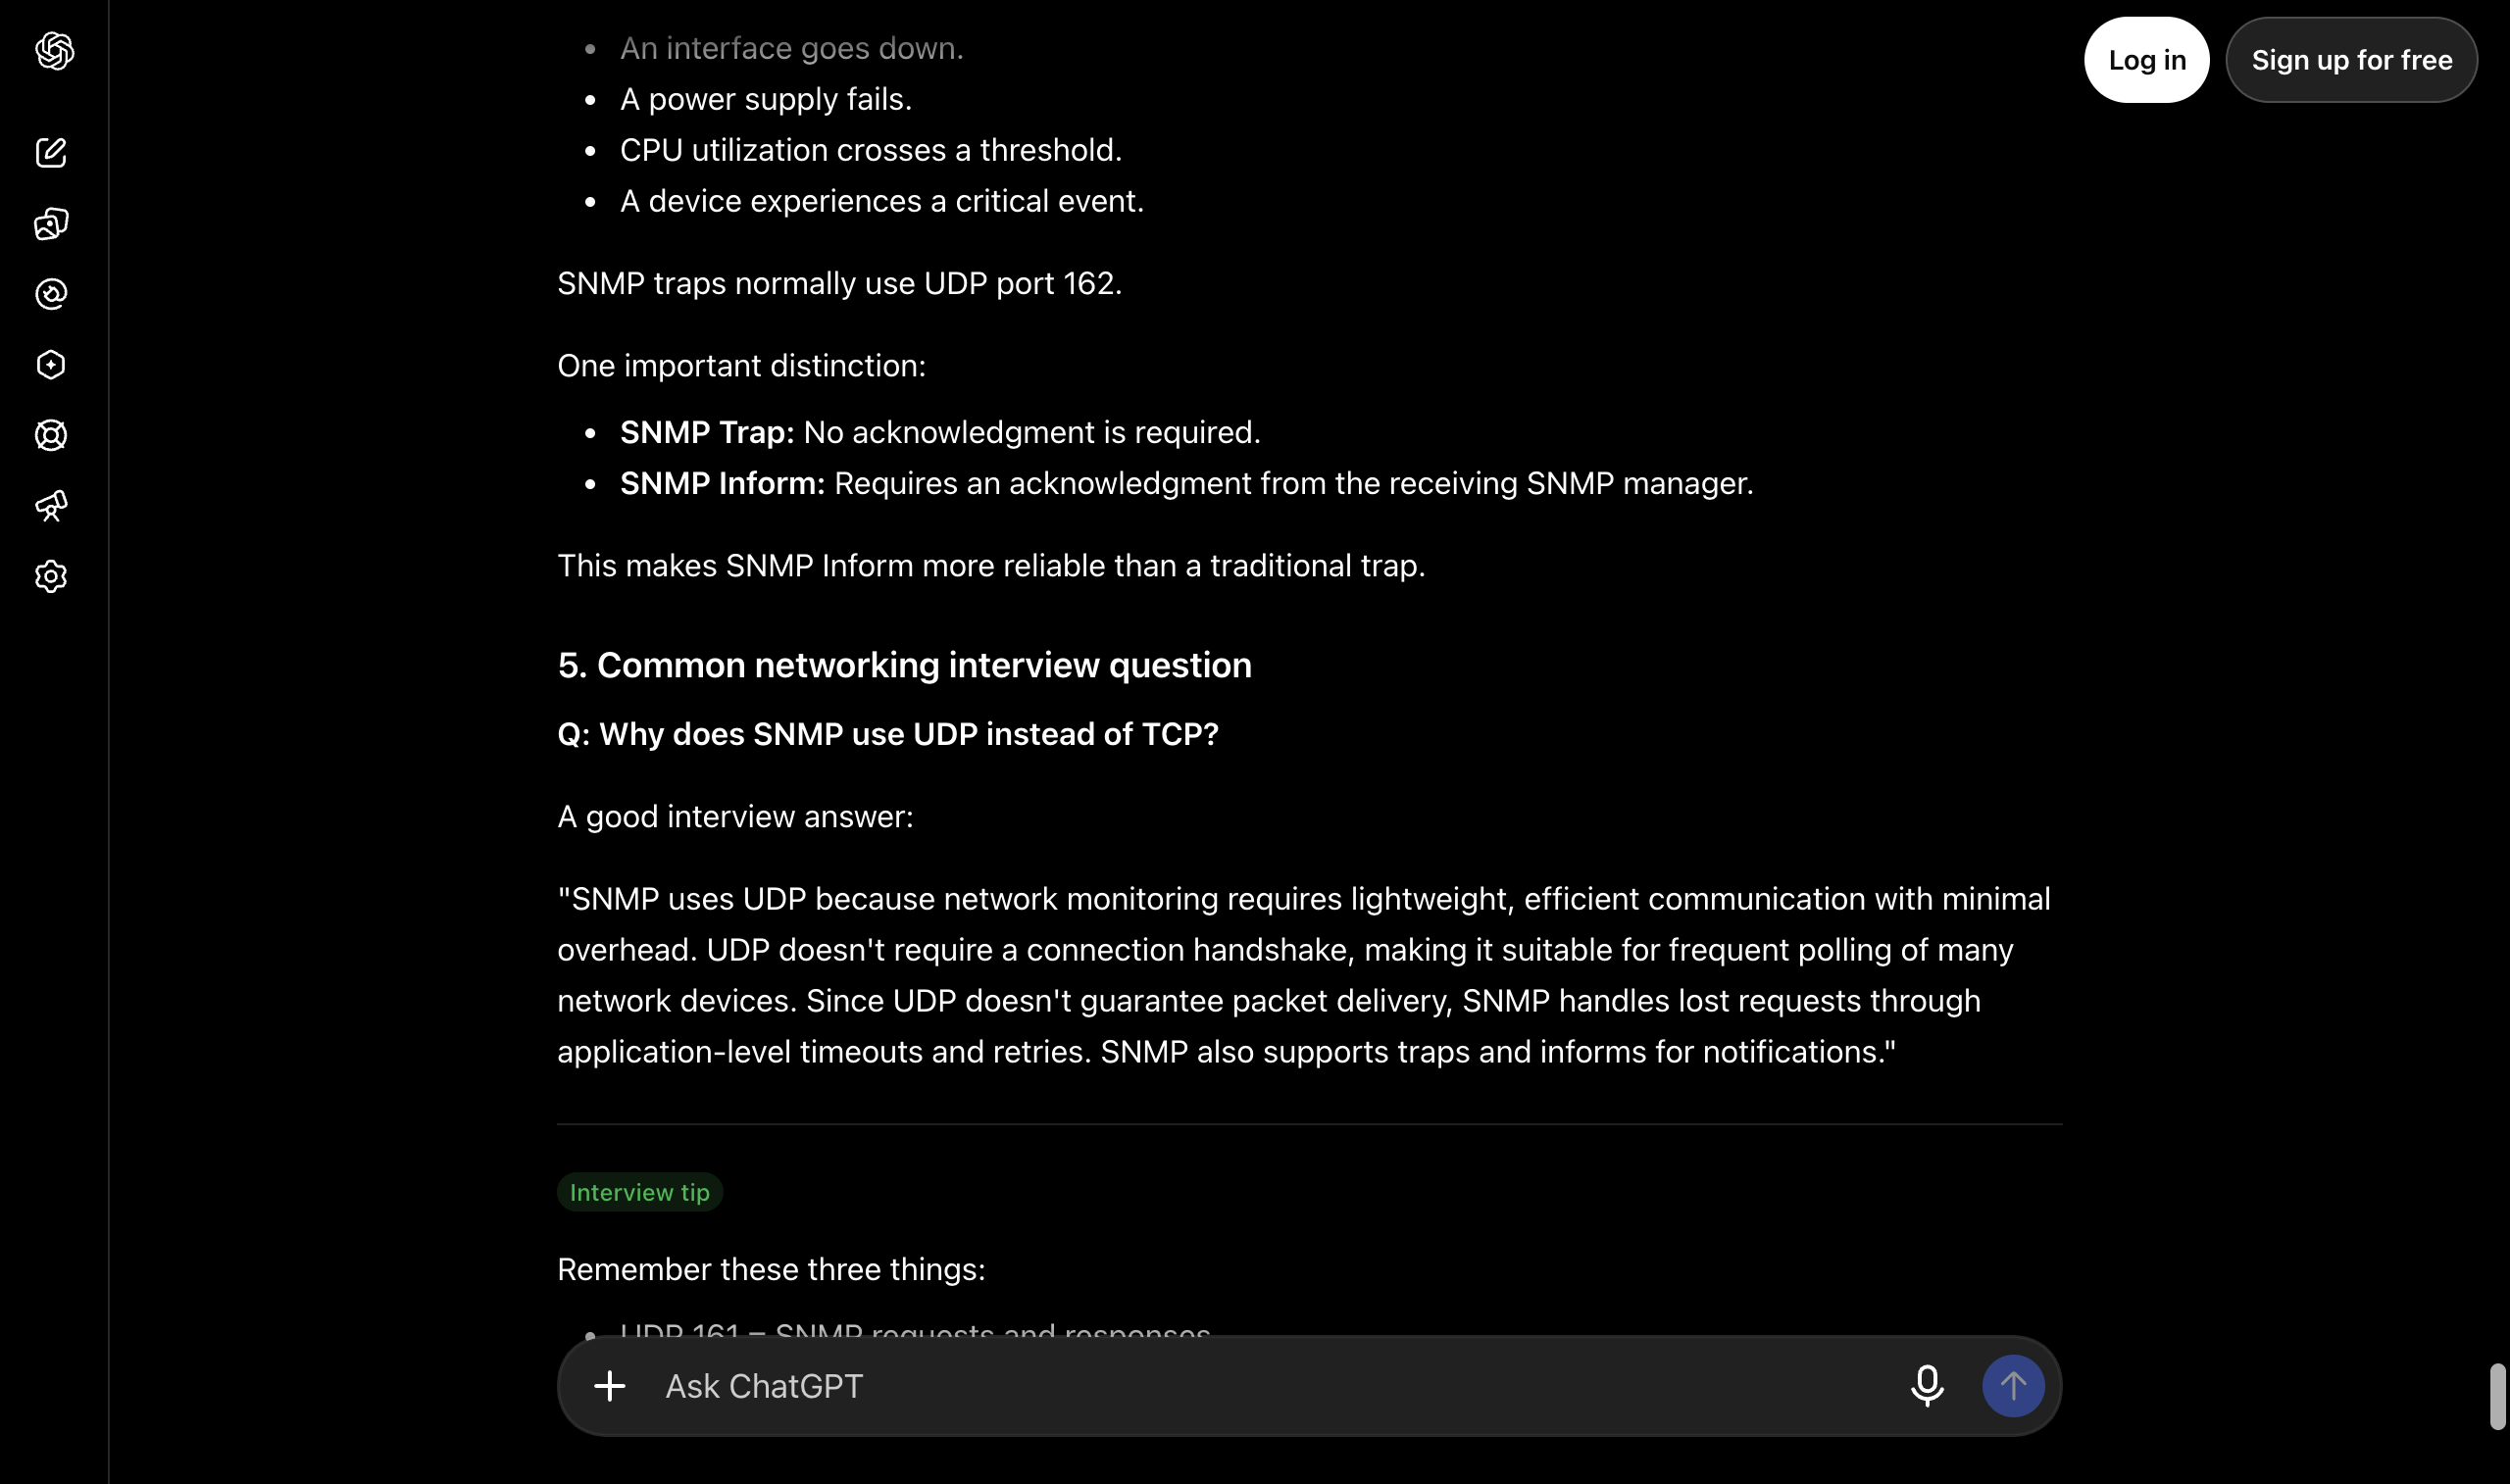 An interface goes down.
A power supply fails.
CPU utilization crosses a threshold.
A device experiences a critical event.
SNMP traps normally use UDP port 162.
One important distinction:
SNMP Trap: No acknowledgment is required.
SNMP Inform: Requires an acknowledgment from the receiving SNMP manager.
This makes SNMP Inform more reliable than a traditional trap.
5. Common networking interview question
Q: Why does SNMP use UDP instead of TCP?
A good interview answer:
"SNMP uses UDP because network monitoring requires lightweight, efficient communication with minimal
overhead. UDP doesn't require a connection handshake, making it suitable for frequent polling of many
network devices. Since UDP doesn't guarantee packet delivery, SNMP handles lost requests through
application-level timeouts and retries. SNMP also supports traps and informs for notifications."
Interview tip
Remember these three things:
UDP 161 = SNMP requests and responses
Ask ChatGPT
Log in
Sign up for free